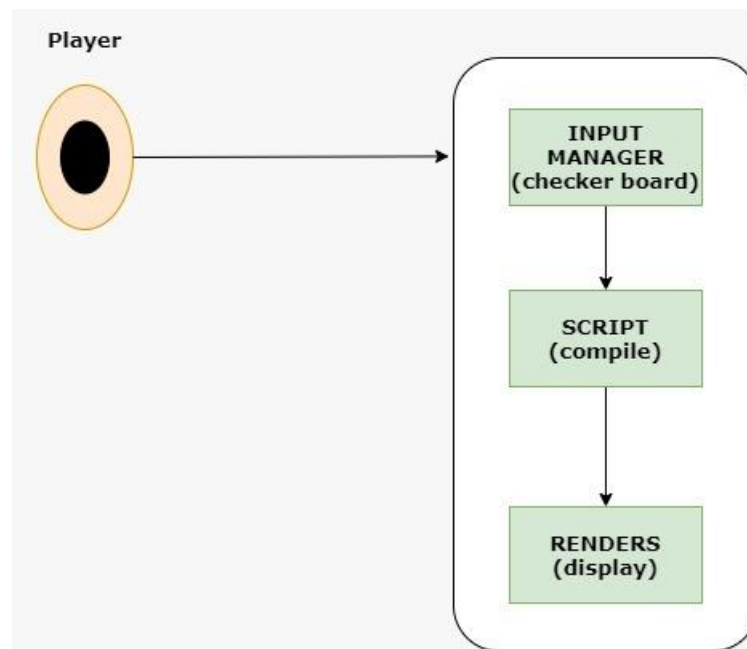 Player
INPUT
MANAGER
(checker board)
SCRIPT
(compile)
RENDERS
(display)